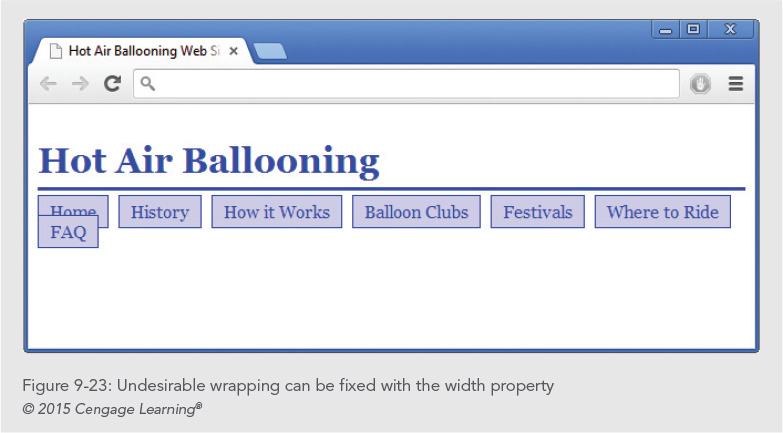 Hot Air Ballooning Web Si
Hot Air Ballooning
Home History How it Works Balloon Clubs Festivals Where to Ride
FAQ
Figure 9-23: Undesirable wrapping can be fixed with the width property
© 2015 Cengage Learning®